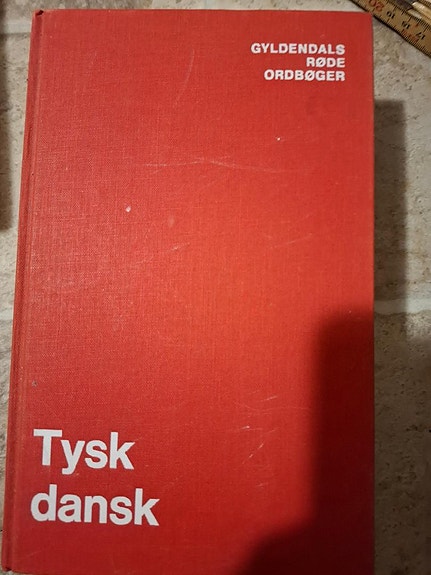 GYLDENDALS
RØDE
ORDBØGER
Tysk
dansk